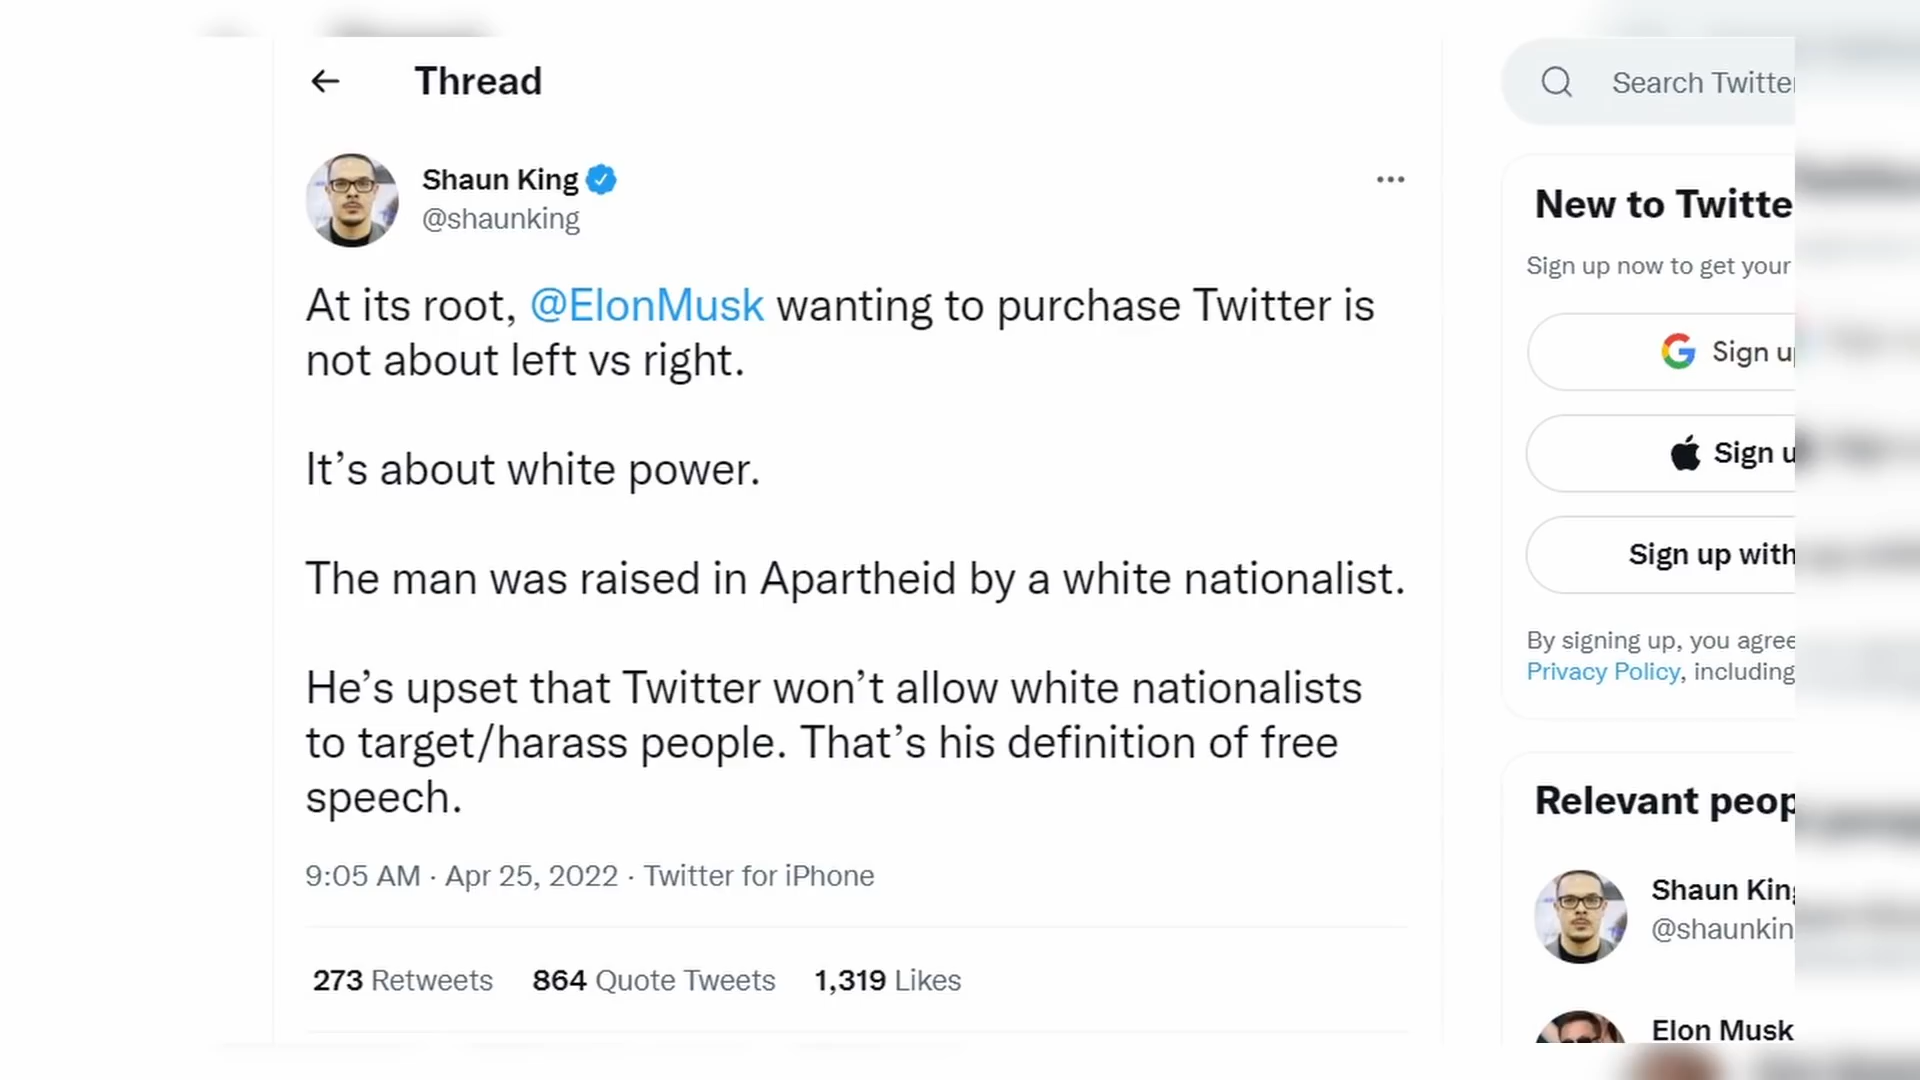 Thread
Search Twitter
Shaun King
@shaunking
At its root, @ElonMusk wanting to purchase Twitter is
not about left vs right.
It’s about white power.
The man was raised in Apartheid by a white nationalist.
He’s upset that Twitter won’t allow white nationalists
to target/harass people. That’s his definition of free
speech.
9:05 AM · Apr 25, 2022 · Twitter for iPhone
273 Retweets 864 Quote Tweets 1,319 Likes
New to Twitte
Sign up now to get your
Sign up
Sign u
Sign up with
By signing up, you agree
Privacy Policy, including
Relevant peop
Shaun King
@shaunkin
Elon Musk